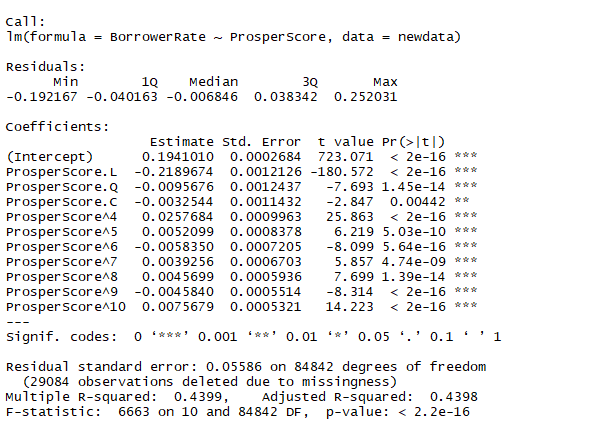 Call:
lm(formula = BorrowerRate ~ ProsperScore, data = newdata)
Residuals:
Min 1Q Median 3Q Max
-0.192167 -0.040163 -0.006846 0.038342 0.252031
Coefficients:
Estimate Std. Error t value Pr(>|t|)
(Intercept) 0.1941010 0.0002684 723.071 < 2e-16 ***
ProsperScore.L -0.2189674 0.0012126 -180.572 < 2e-16 ***
ProsperScore.Q -0.0095676 0.0012437 -7.693 1.45e-14 ***
ProsperScore.C -0.0032544 0.0011432 -2.847 0.00442 **
ProsperScore^4 0.0257684 0.0009963 25.863 < 2e-16 ***
ProsperScore^5 0.0052099 0.0008378 6.219 5.03e-10 ***
ProsperScore^6 -0.0058350 0.0007205 -8.099 5.64e-16 ***
ProsperScore^7 0.0039256 0.0006703 5.857 4.74e-09 ***
ProsperScore^8 0.0045699 0.0005936 7.699 1.39e-14 ***
ProsperScore^9 -0.0045840 0.0005514 -8.314 < 2e-16 ***
ProsperScore^10 0.0075679 0.0005321 14.223 < 2e-16 ***
---
Signif. codes: 0 ‘***’ 0.001 ‘**’ 0.01 ‘*’ 0.05 ‘.’ 0.1 ‘ ’ 1
Residual standard error: 0.05586 on 84842 degrees of freedom
(29084 observations deleted due to missingness)
Multiple R-squared: 0.4399, Adjusted R-squared: 0.4398
F-statistic: 6663 on 10 and 84842 DF, p-value: < 2.2e-16